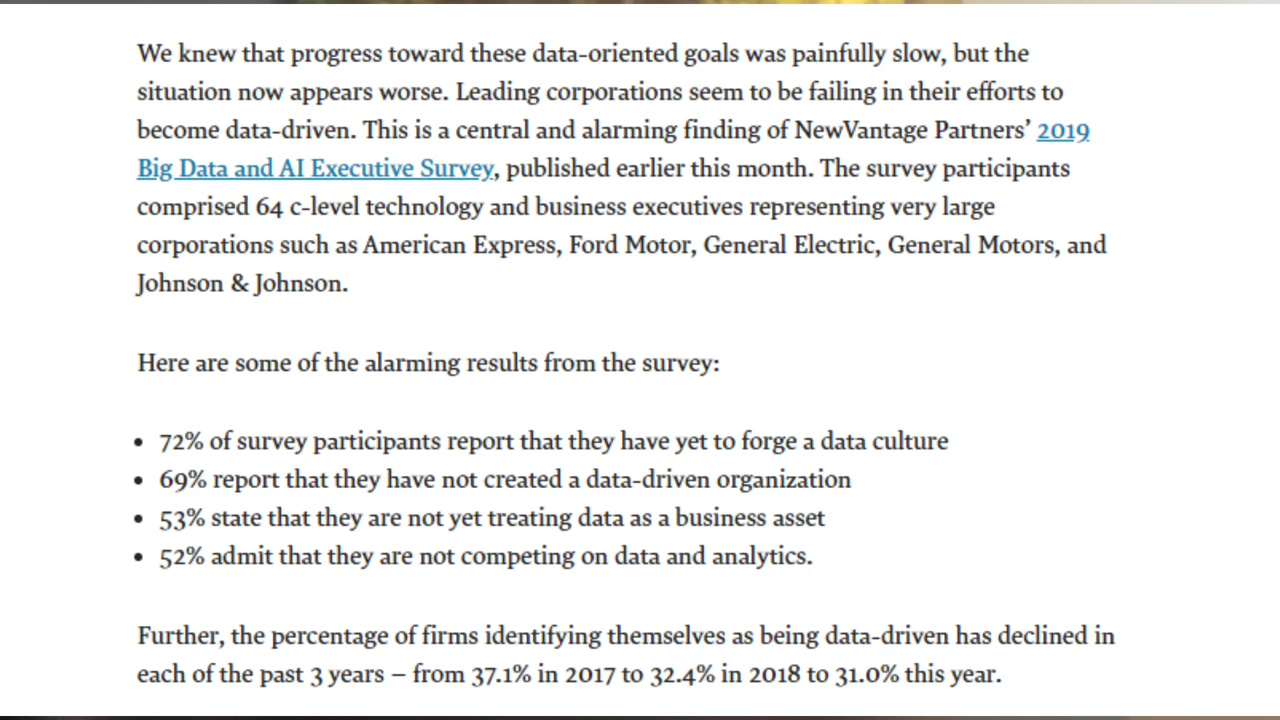 We knew that progress toward these data-oriented goals was painfully slow, but the
situation now appears worse. Leading corporations seem to be failing in their efforts to
become data-driven. This is a central and alarming finding of NewVantage Partners’ 2019
Big Data and AI Executive Survey, published earlier this month. The survey participants
comprised 64 c-level technology and business executives representing very large
corporations such as American Express, Ford Motor, General Electric, General Motors, and
Johnson & Johnson.
Here are some of the alarming results from the survey:
• 72% of survey participants report that they have yet to forge a data culture
• 69% report that they have not created a data-driven organization
• 53% state that they are not yet treating data as a business asset
• 52% admit that they are not competing on data and analytics.
Further, the percentage of firms identifying themselves as being data-driven has declined in
each of the past 3 years – from 37.1% in 2017 to 32.4% in 2018 to 31.0% this year.